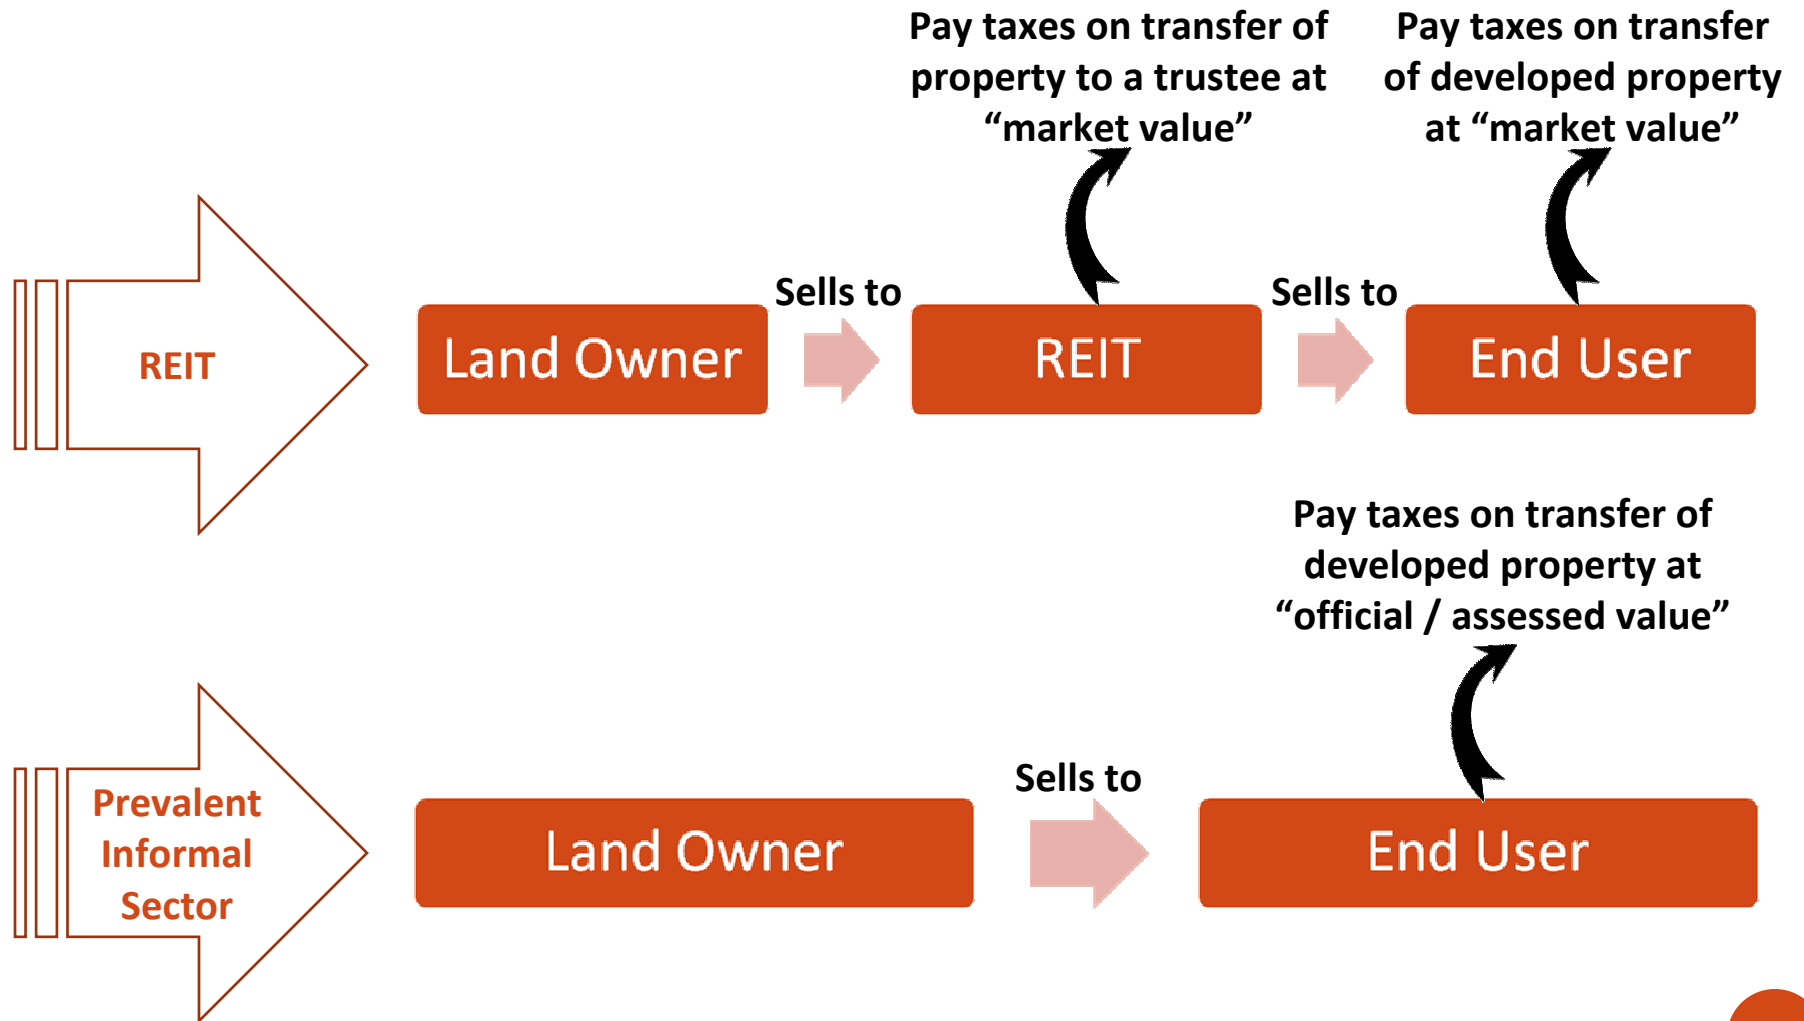 Pay taxes on transfer of
property to a trustee at
“market value”
Pay taxes on transfer
of developed property
at “market value”
REIT
Land Owner
Sells to
REIT
Sells to
End User
Pay taxes on transfer of
developed property at
“official / assessed value”
Prevalent
Informal
Sector
Land Owner
Sells to
End User